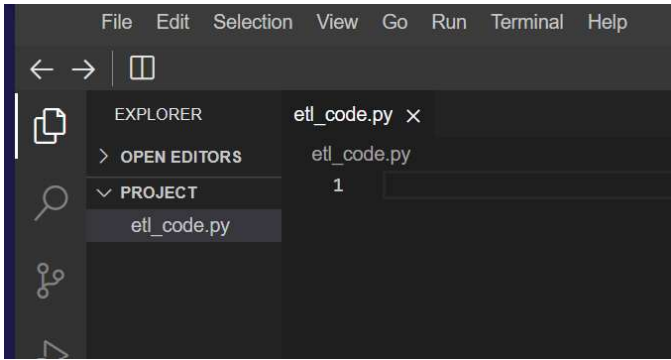 File Edit Selection View Go Run Terminal Help
EXPLORER
OPEN EDITORS
PROJECT
etl_code.py
etl_code.py
etl_code.py
1